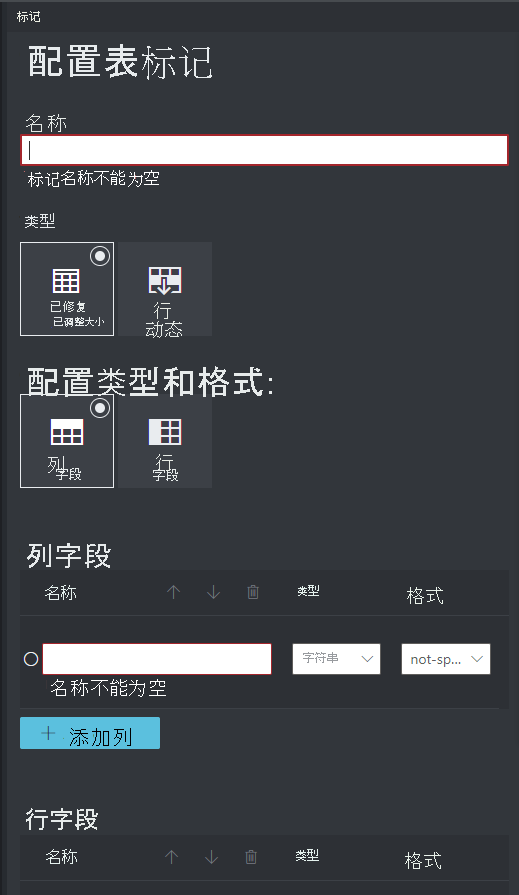 标记
配置表标记
名称
标记名称不能为空
类型
已修复
已调整大小
行
动态
配置类型和格式:
列
字段
行
字段
列字段
名称 类型 格式
字符串 not-sp...
名称不能为空
添加列
行字段
名称 类型 格式